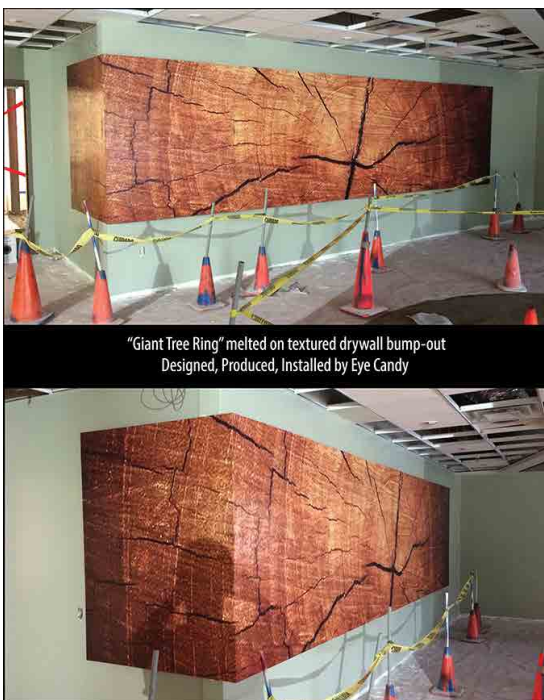 “Giant Tree Ring” melted on textured drywall bump-out
Designed, Produced, Installed by Eye Candy